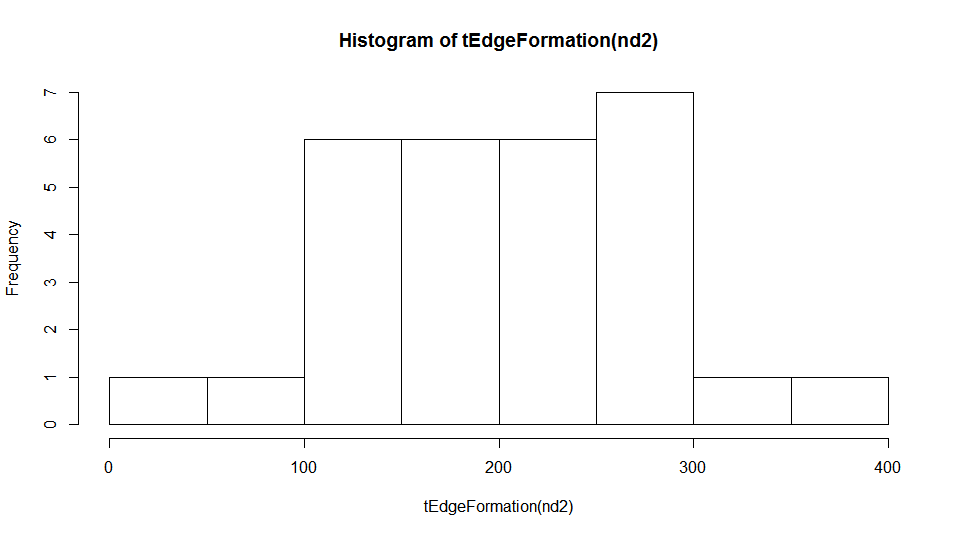 Histogram of tEdgeFormation(nd2)
Frequency
7
6
5
4
3
2
1
0
0 100 200 300 400
tEdgeFormation(nd2)